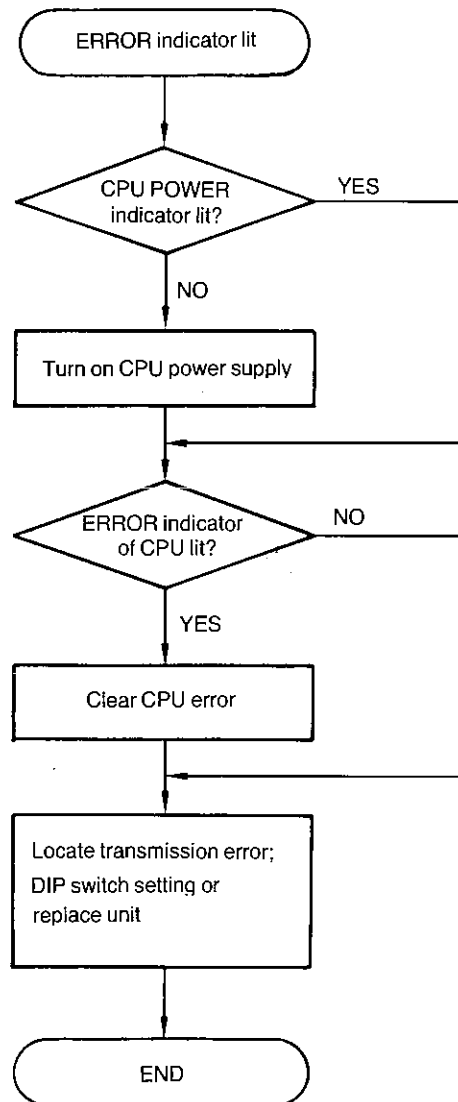 ERROR indicator lit
CPU POWER
indicator lit?
YES
NO
Turn on CPU power supply
ERROR indicator
of CPU lit?
NO
YES
Clear CPU error
Locate transmission error;
DIP switch setting or
replace unit
END